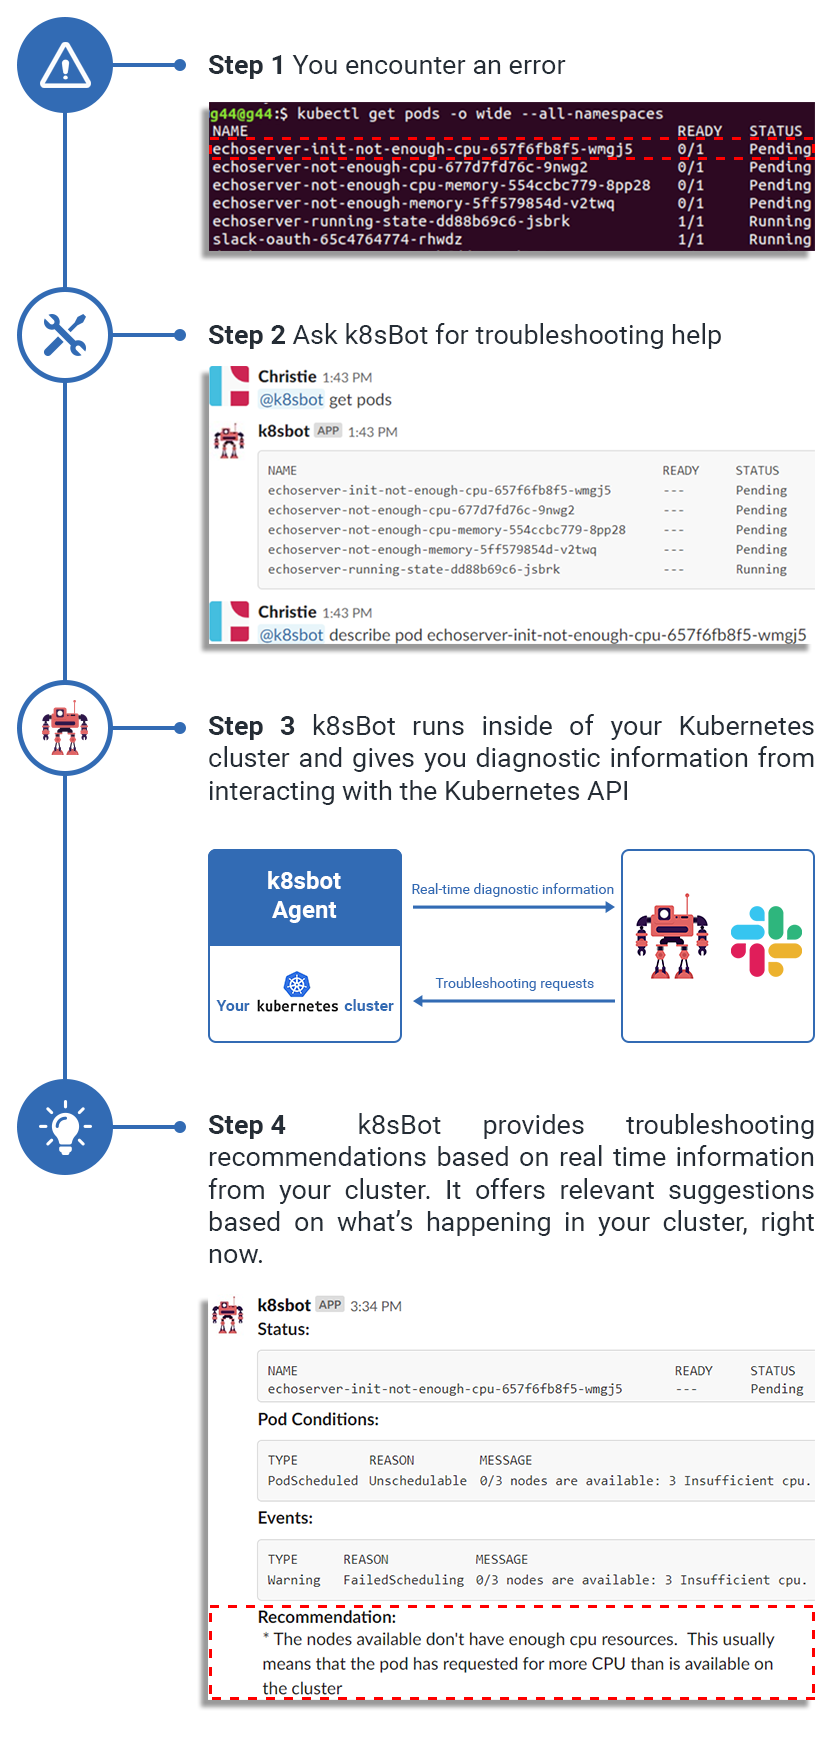 Step 1 You encounter an error
g44@g44:$ kubectl get pods -o wide --all-namespaces
NAME READY STATUS
echoserver-init-not-enough-cpu-657f6fb8f5-wmgj5 0/1 Pending
echoserver-not-enough-cpu-677d7fd76c-9nwg2 0/1 Pending
echoserver-not-enough-cpu-memory-554ccbc779-8pp28 0/1 Pending
echoserver-not-enough-memory-5ff579854d-v2twq 0/1 Pending
echoserver-running-state-dd88b69c6-jsbrk 1/1 Running
slack-oauth-65c4764774-rhwdz 1/1 Running
Step 2 Ask k8sBot for troubleshooting help
Christie 1:43 PM
@k8sbot get pods
k8sbot APP 1:43 PM
NAME READY STATUS
echoserver-init-not-enough-cpu-657f6fb8f5-wmgj5 --- Pending
echoserver-not-enough-cpu-677d7fd76c-9nwg2 --- Pending
echoserver-not-enough-cpu-memory-554ccbc779-8pp28 --- Pending
echoserver-not-enough-memory-5ff579854d-v2twq --- Pending
echoserver-running-state-dd88b69c6-jsbrk --- Running
Christie 1:43 PM
@k8sbot describe pod echoserver-init-not-enough-cpu-657f6fb8f5-wmgj5
Step 3 k8sBot runs inside of your Kubernetes
cluster and gives you diagnostic information from
interacting with the Kubernetes API
k8sbot
Agent
Your kubernetes cluster
Real-time diagnostic information
Troubleshooting requests
Step 4 k8sBot provides troubleshooting
recommendations based on real time information
from your cluster. It offers relevant suggestions
based on what's happening in your cluster, right
now.
k8sbot APP 3:34 PM
Status:
NAME READY STATUS
echoserver-init-not-enough-cpu-657f6fb8f5-wmgj5 --- Pending
Pod Conditions:
TYPE REASON MESSAGE
PodScheduled Unschedulable 0/3 nodes are available: 3 Insufficient cpu.
Events:
TYPE REASON MESSAGE
Warning FailedScheduling 0/3 nodes are available: 3 Insufficient cpu.
Recommendation:
* The nodes available don't have enough cpu resources. This usually
means that the pod has requested for more CPU than is available on
the cluster